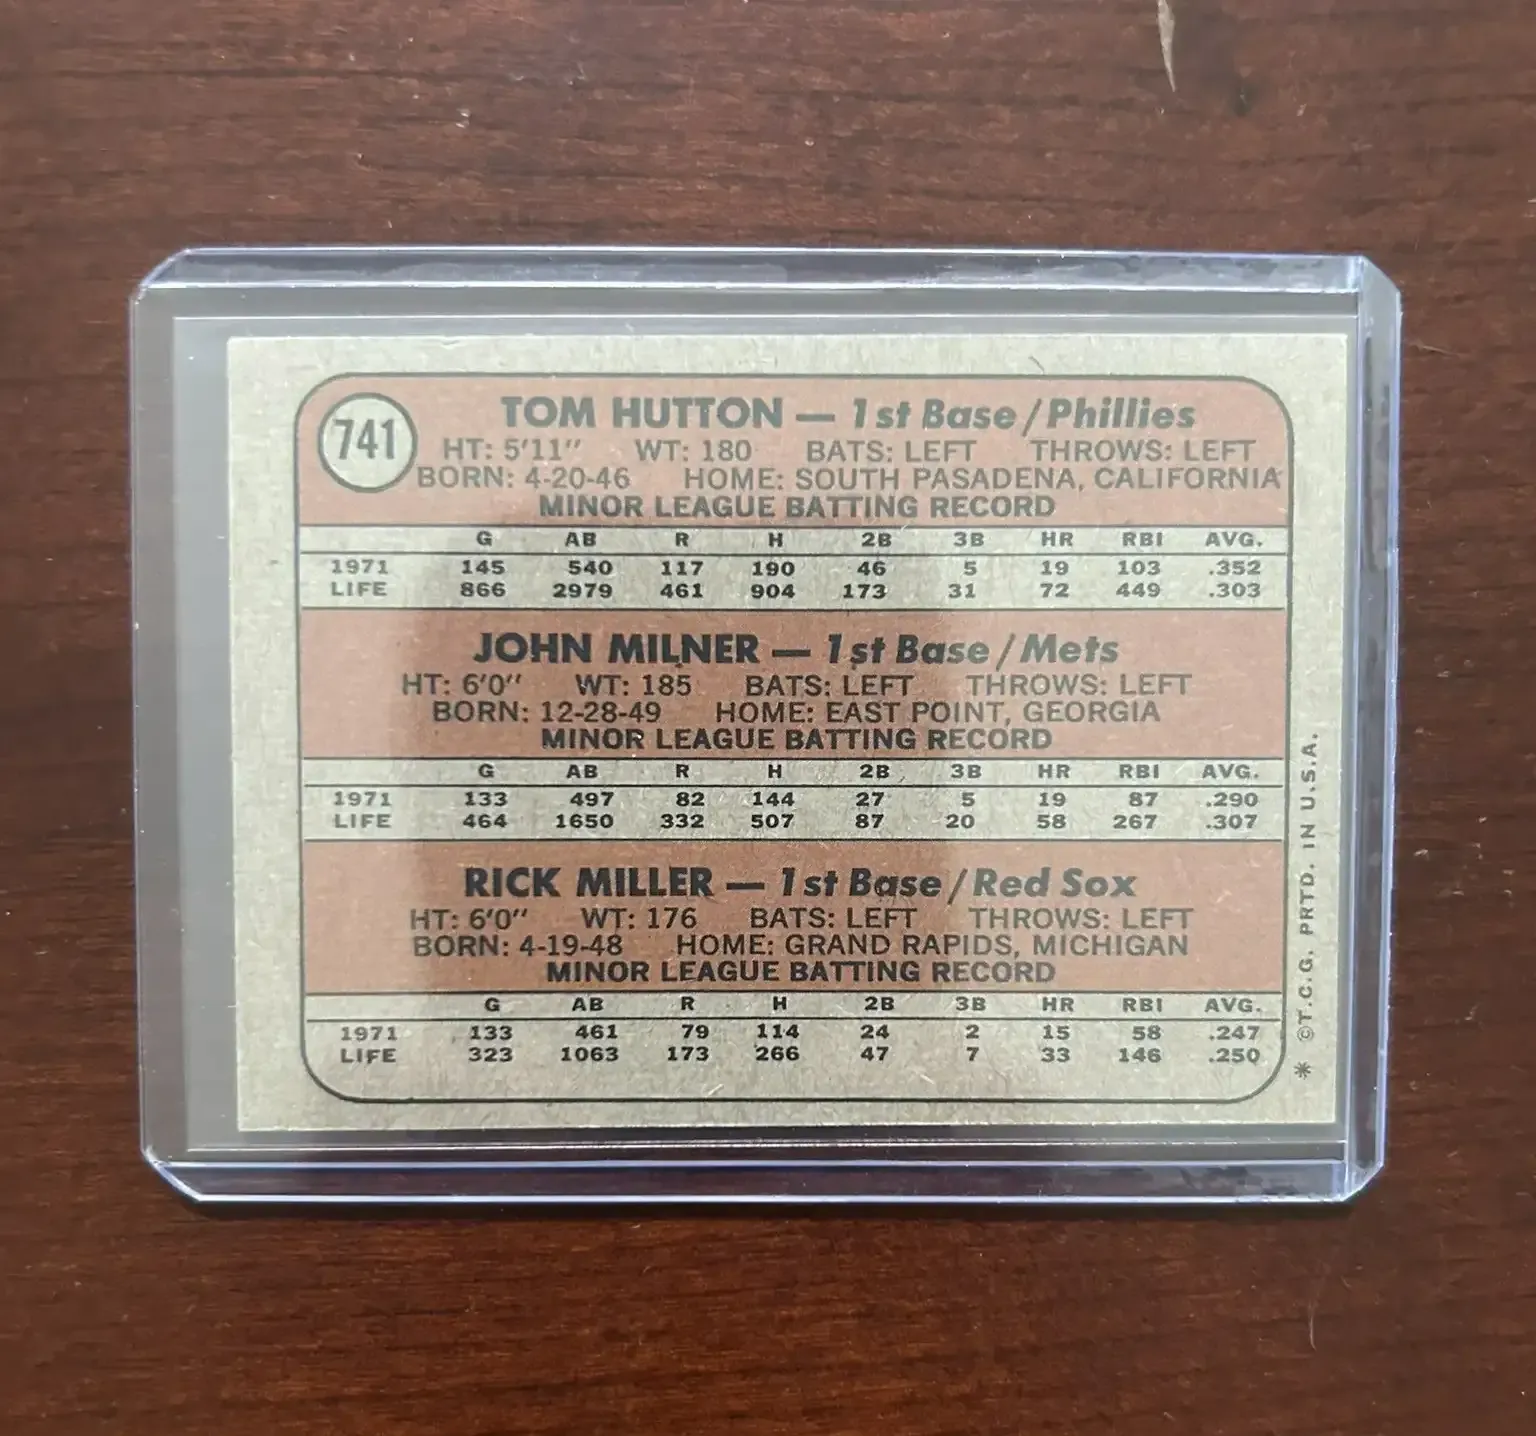 741
TOM HUTTON — 1st Base/Phillies
HT: 5'11" WT: 180 BATS: LEFT THROWS: LEFT
BORN: 4-20-46 HOME: SOUTH PASADENA, CALIFORNIA
MINOR LEAGUE BATTING RECORD
G AB R H 2B 3B HR RBI AVG.
1971 145 540 117 190 46 5 19 103 .352
LIFE 866 2979 461 904 173 31 72 449 .303
JOHN MILNER — 1st Base/Mets
HT: 6'0" WT: 185 BATS: LEFT THROWS: LEFT
BORN: 12-28-49 HOME: EAST POINT, GEORGIA
MINOR LEAGUE BATTING RECORD
G AB R H 2B 3B HR RBI AVG.
1971 133 497 82 144 27 5 19 87 .290
LIFE 464 1650 332 507 87 20 58 267 .307
RICK MILLER — 1st Base/Red Sox
HT: 6'0" WT: 176 BATS: LEFT THROWS: LEFT
BORN: 4-19-48 HOME: GRAND RAPIDS, MICHIGAN
MINOR LEAGUE BATTING RECORD
G AB R H 2B 3B HR RBI AVG.
1971 133 461 79 114 24 2 15 58 .247
LIFE 323 1063 173 266 47 7 33 146 .250
* ©T.C.G. PRTD. IN U.S.A.